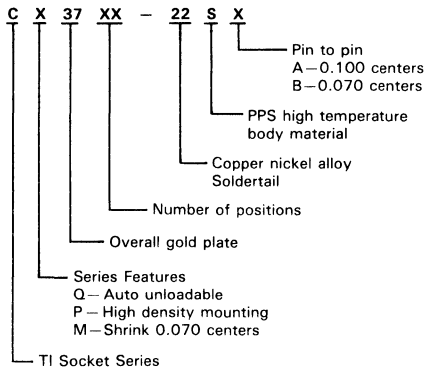 C X 37 XX – 22 S X
Pin to pin
A—0.100 centers
B—0.070 centers
PPS high temperature
body material
Copper nickel alloy
Soldertail
Number of positions
Overall gold plate
Series Features
Q— Auto unloadable
P — High density mounting
M—Shrink 0.070 centers
TI Socket Series